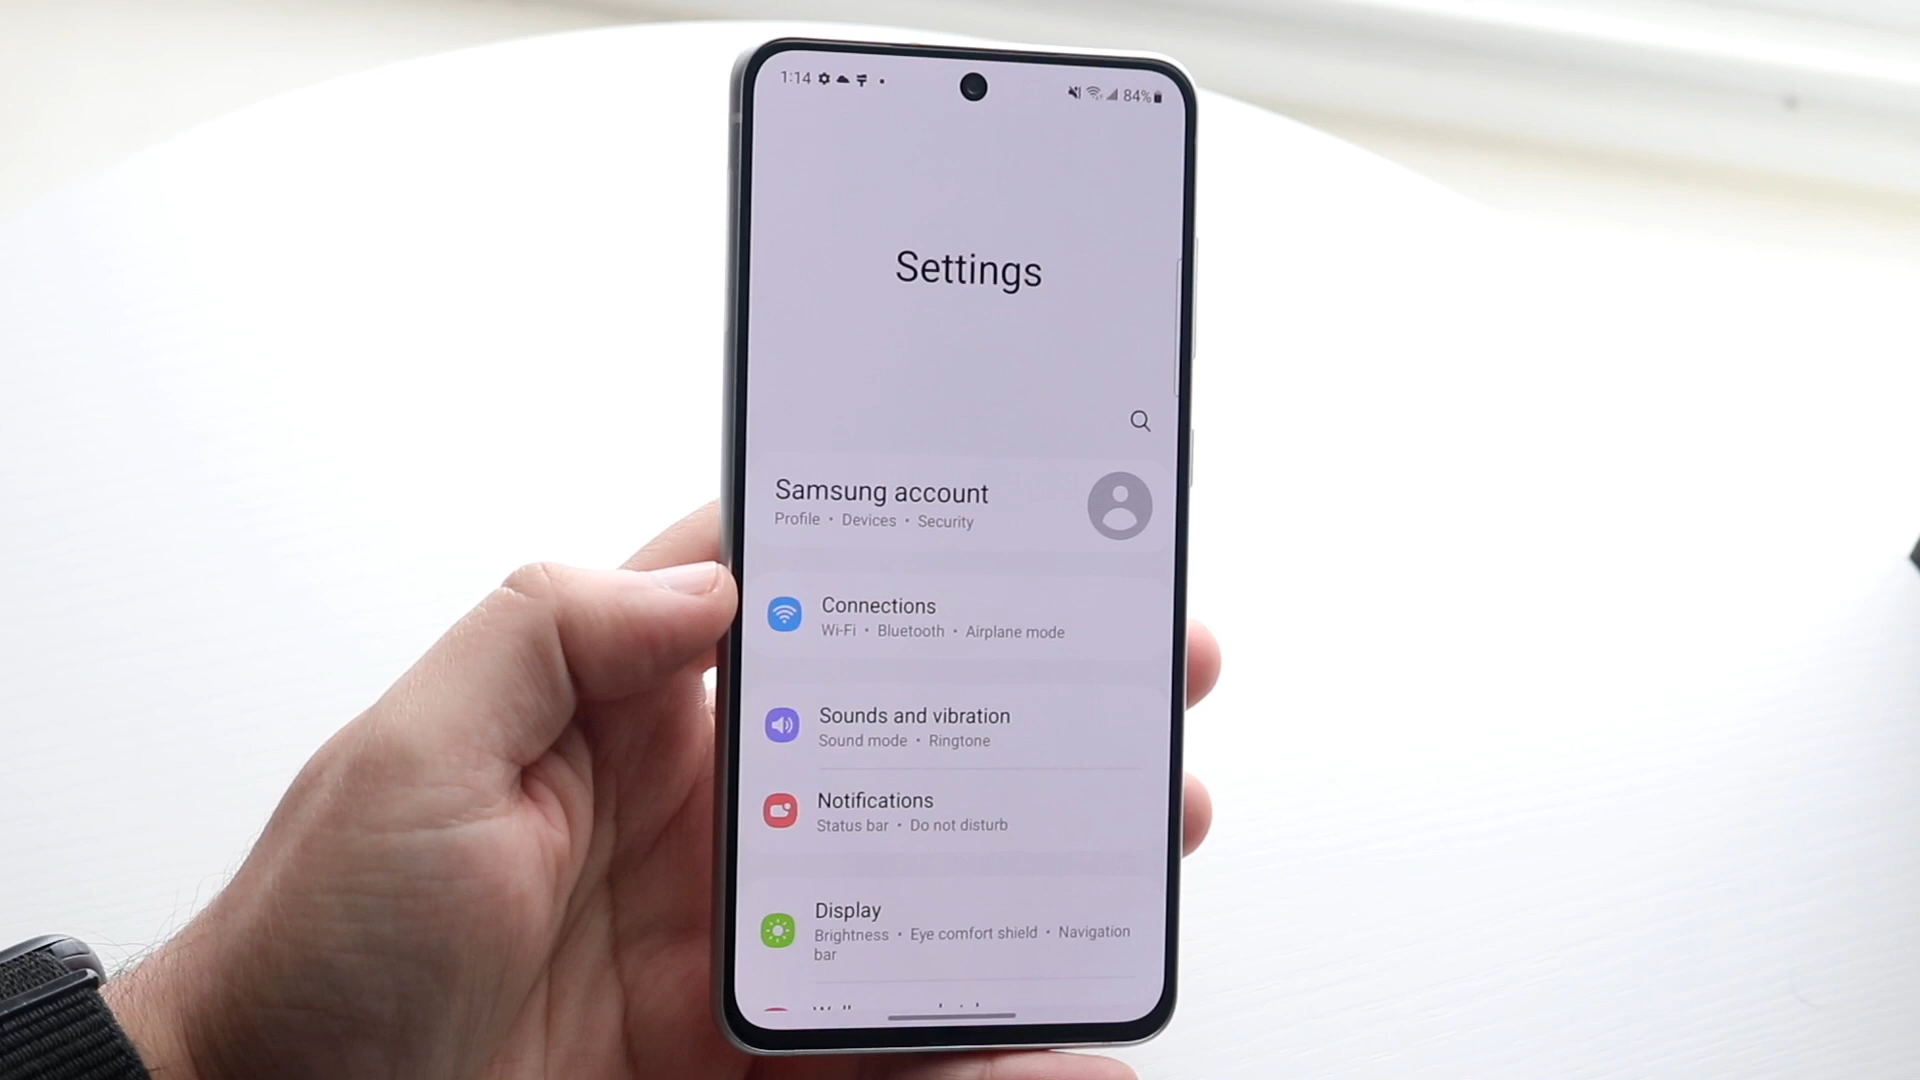 1:14
84%
Settings
Samsung account
Profile • Devices • Security
Connections
Wi-Fi • Bluetooth • Airplane mode
Sounds and vibration
Sound mode • Ringtone
Notifications
Status bar • Do not disturb
Display
Brightness • Eye comfort shield • Navigation
bar